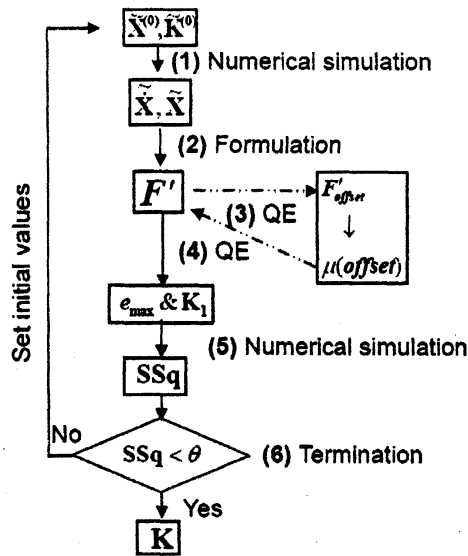 X̃⁽⁰⁾, K̃⁽⁰⁾
(1) Numerical simulation
X̃̇, X̃
(2) Formulation
F′
(3) QE
F′offset
↓
μ(offset)
(4) QE
emax & K₁
(5) Numerical simulation
SSq
SSq < θ
(6) Termination
No
Yes
K
Set initial values